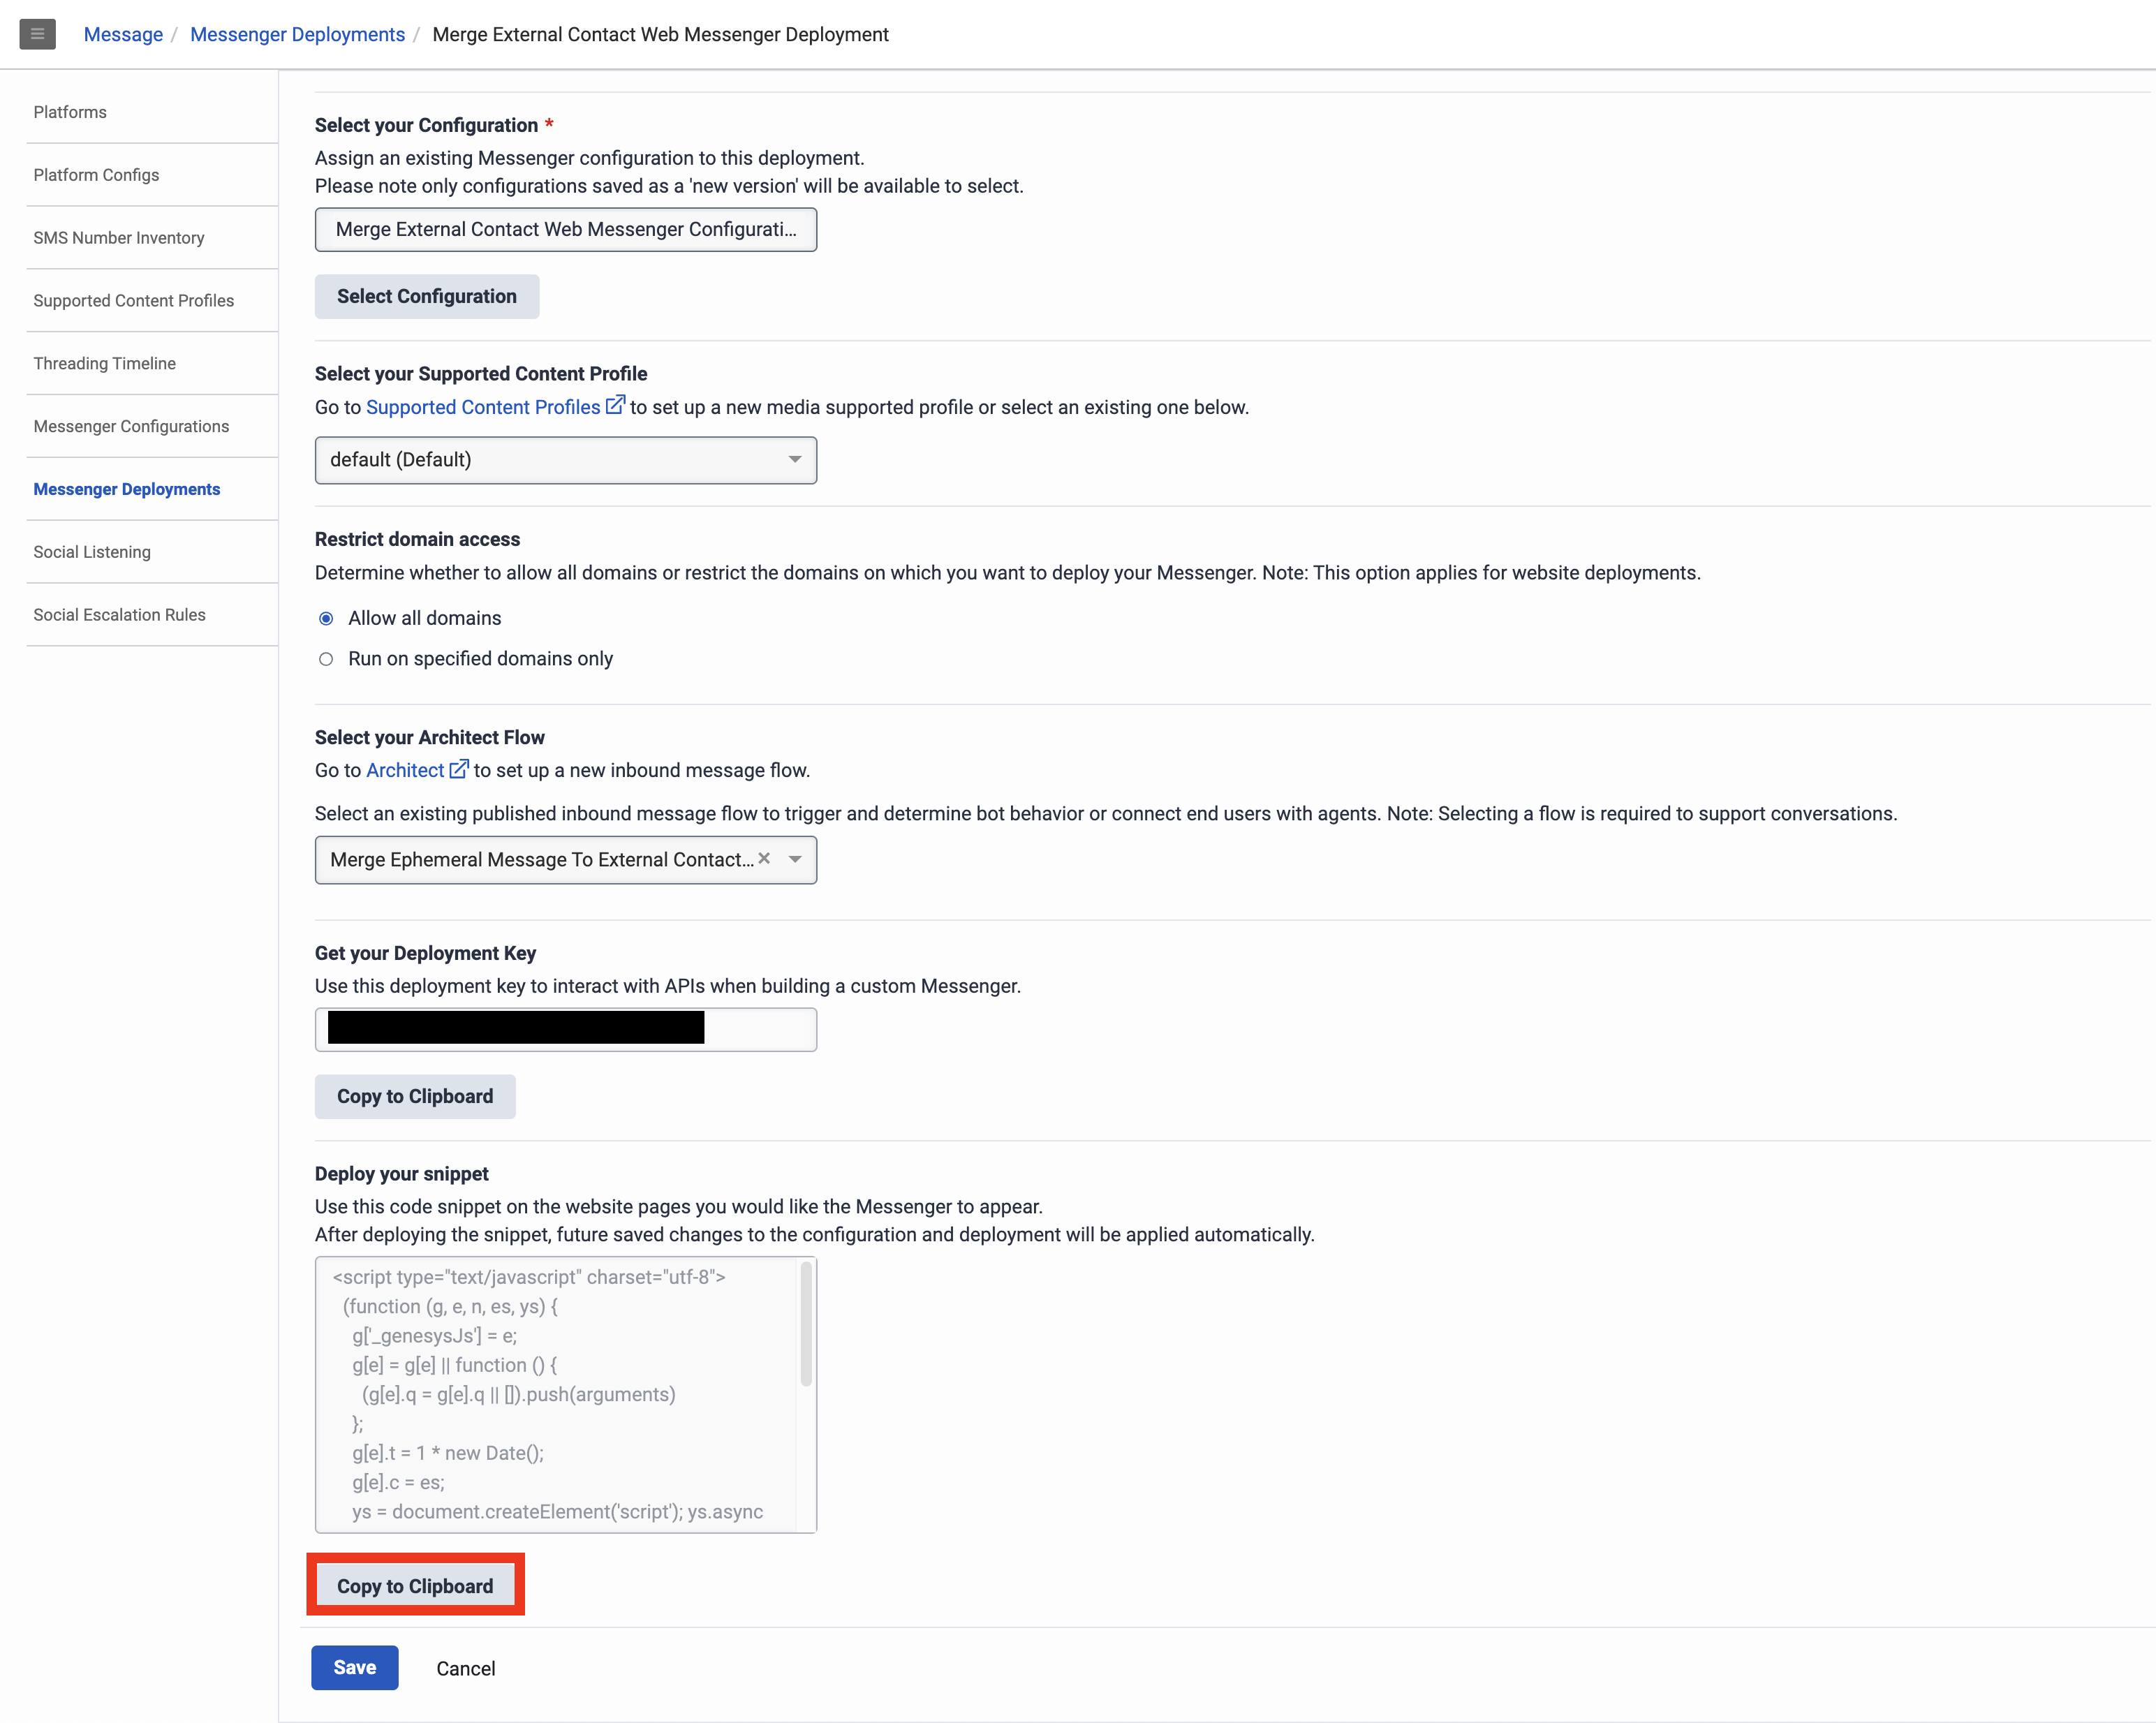 Message / Messenger Deployments / Merge External Contact Web Messenger Deployment
Platforms
Platform Configs
SMS Number Inventory
Supported Content Profiles
Threading Timeline
Messenger Configurations
Messenger Deployments
Social Listening
Social Escalation Rules
Select your Configuration *
Assign an existing Messenger configuration to this deployment.
Please note only configurations saved as a 'new version' will be available to select.
Merge External Contact Web Messenger Configurati...
Select Configuration
Select your Supported Content Profile
Go to Supported Content Profiles to set up a new media supported profile or select an existing one below.
default (Default)
Restrict domain access
Determine whether to allow all domains or restrict the domains on which you want to deploy your Messenger. Note: This option applies for website deployments.
Allow all domains
Run on specified domains only
Select your Architect Flow
Go to Architect to set up a new inbound message flow.
Select an existing published inbound message flow to trigger and determine bot behavior or connect end users with agents. Note: Selecting a flow is required to support conversations.
Merge Ephemeral Message To External Contact...
Get your Deployment Key
Use this deployment key to interact with APIs when building a custom Messenger.
Copy to Clipboard
Deploy your snippet
Use this code snippet on the website pages you would like the Messenger to appear.
After deploying the snippet, future saved changes to the configuration and deployment will be applied automatically.
<script type="text/javascript" charset="utf-8">
(function (g, e, n, es, ys) {
g['_genesysJs'] = e;
g[e] = g[e] || function () {
(g[e].q = g[e].q || []).push(arguments)
};
g[e].t = 1 * new Date();
g[e].c = es;
ys = document.createElement('script'); ys.async
Copy to Clipboard
Save
Cancel